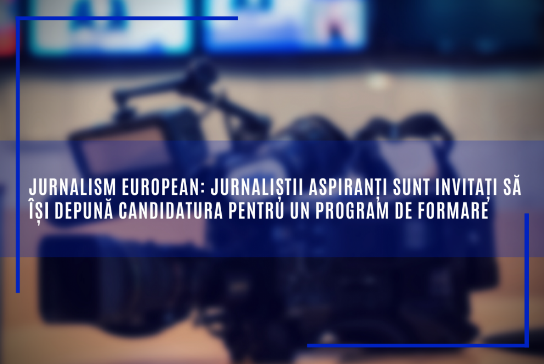 JURNALISM EUROPEAN: JURNALIȘTII ASPIRANȚI SUNT INVITAȚI SĂ
ÎȘI DEPUNĂ CANDIDATURA PENTRU UN PROGRAM DE FORMARE